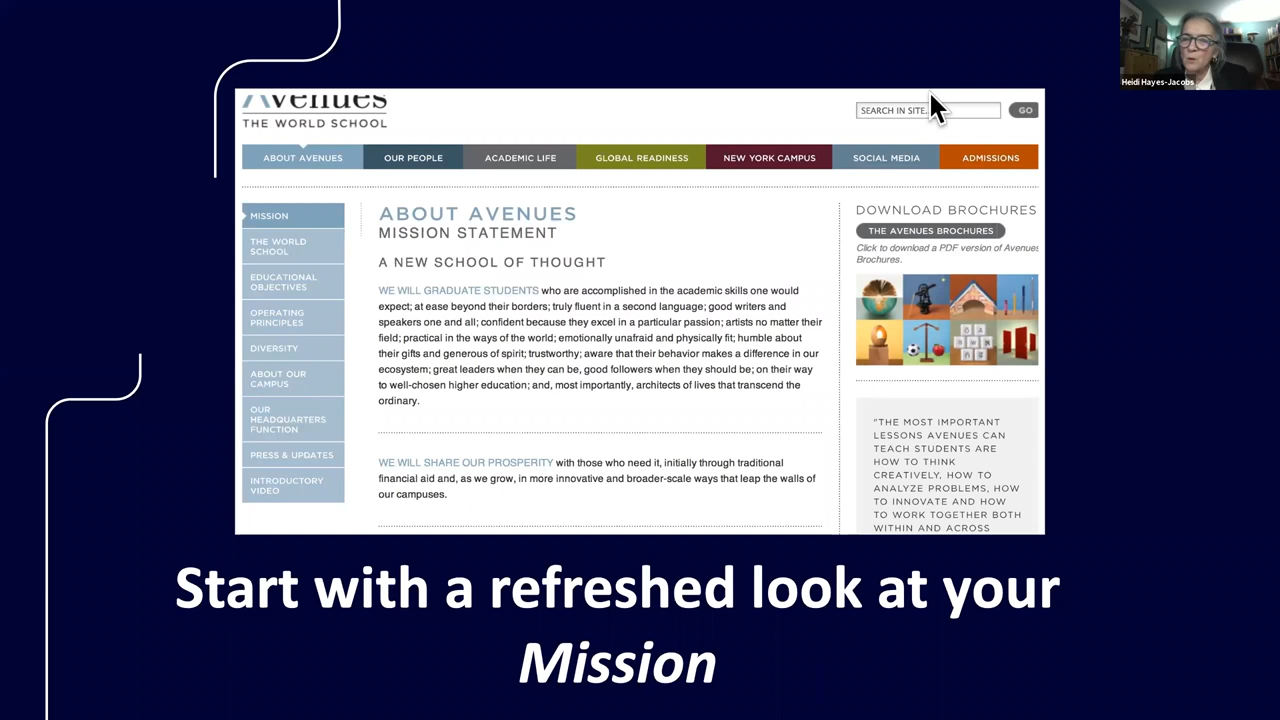 Heidi Hayes-Jacobs
Avenues
THE WORLD SCHOOL
SEARCH IN SITE
GO
ABOUT AVENUES
OUR PEOPLE
ACADEMIC LIFE
GLOBAL READINESS
NEW YORK CAMPUS
SOCIAL MEDIA
ADMISSIONS
MISSION
THE WORLD
SCHOOL
EDUCATIONAL
OBJECTIVES
OPERATING
PRINCIPLES
DIVERSITY
ABOUT OUR
CAMPUS
OUR
HEADQUARTERS
FUNCTION
PRESS & UPDATES
INTRODUCTORY
VIDEO
ABOUT AVENUES
MISSION STATEMENT
A NEW SCHOOL OF THOUGHT
WE WILL GRADUATE STUDENTS who are accomplished in the academic skills one would
expect; at ease beyond their borders; truly fluent in a second language; good writers and
speakers one and all; confident because they excel in a particular passion; artists no matter their
field; practical in the ways of the world; emotionally unafraid and physically fit; humble about
their gifts and generous of spirit; trustworthy; aware that their behavior makes a difference in our
ecosystem; great leaders when they can be, good followers when they should be; on their way
to well-chosen higher education; and, most importantly, architects of lives that transcend the
ordinary.
WE WILL SHARE OUR PROSPERITY with those who need it, initially through traditional
financial aid and, as we grow, in more innovative and broader-scale ways that leap the walls of
our campuses.
DOWNLOAD BROCHURES
THE AVENUES BROCHURES
Click to download a PDF version of Avenues
Brochures.
"THE MOST IMPORTANT
LESSONS AVENUES CAN
TEACH STUDENTS ARE
HOW TO THINK
CREATIVELY, HOW TO
ANALYZE PROBLEMS, HOW
TO INNOVATE AND HOW
TO WORK TOGETHER BOTH
WITHIN AND ACROSS
Start with a refreshed look at your
Mission